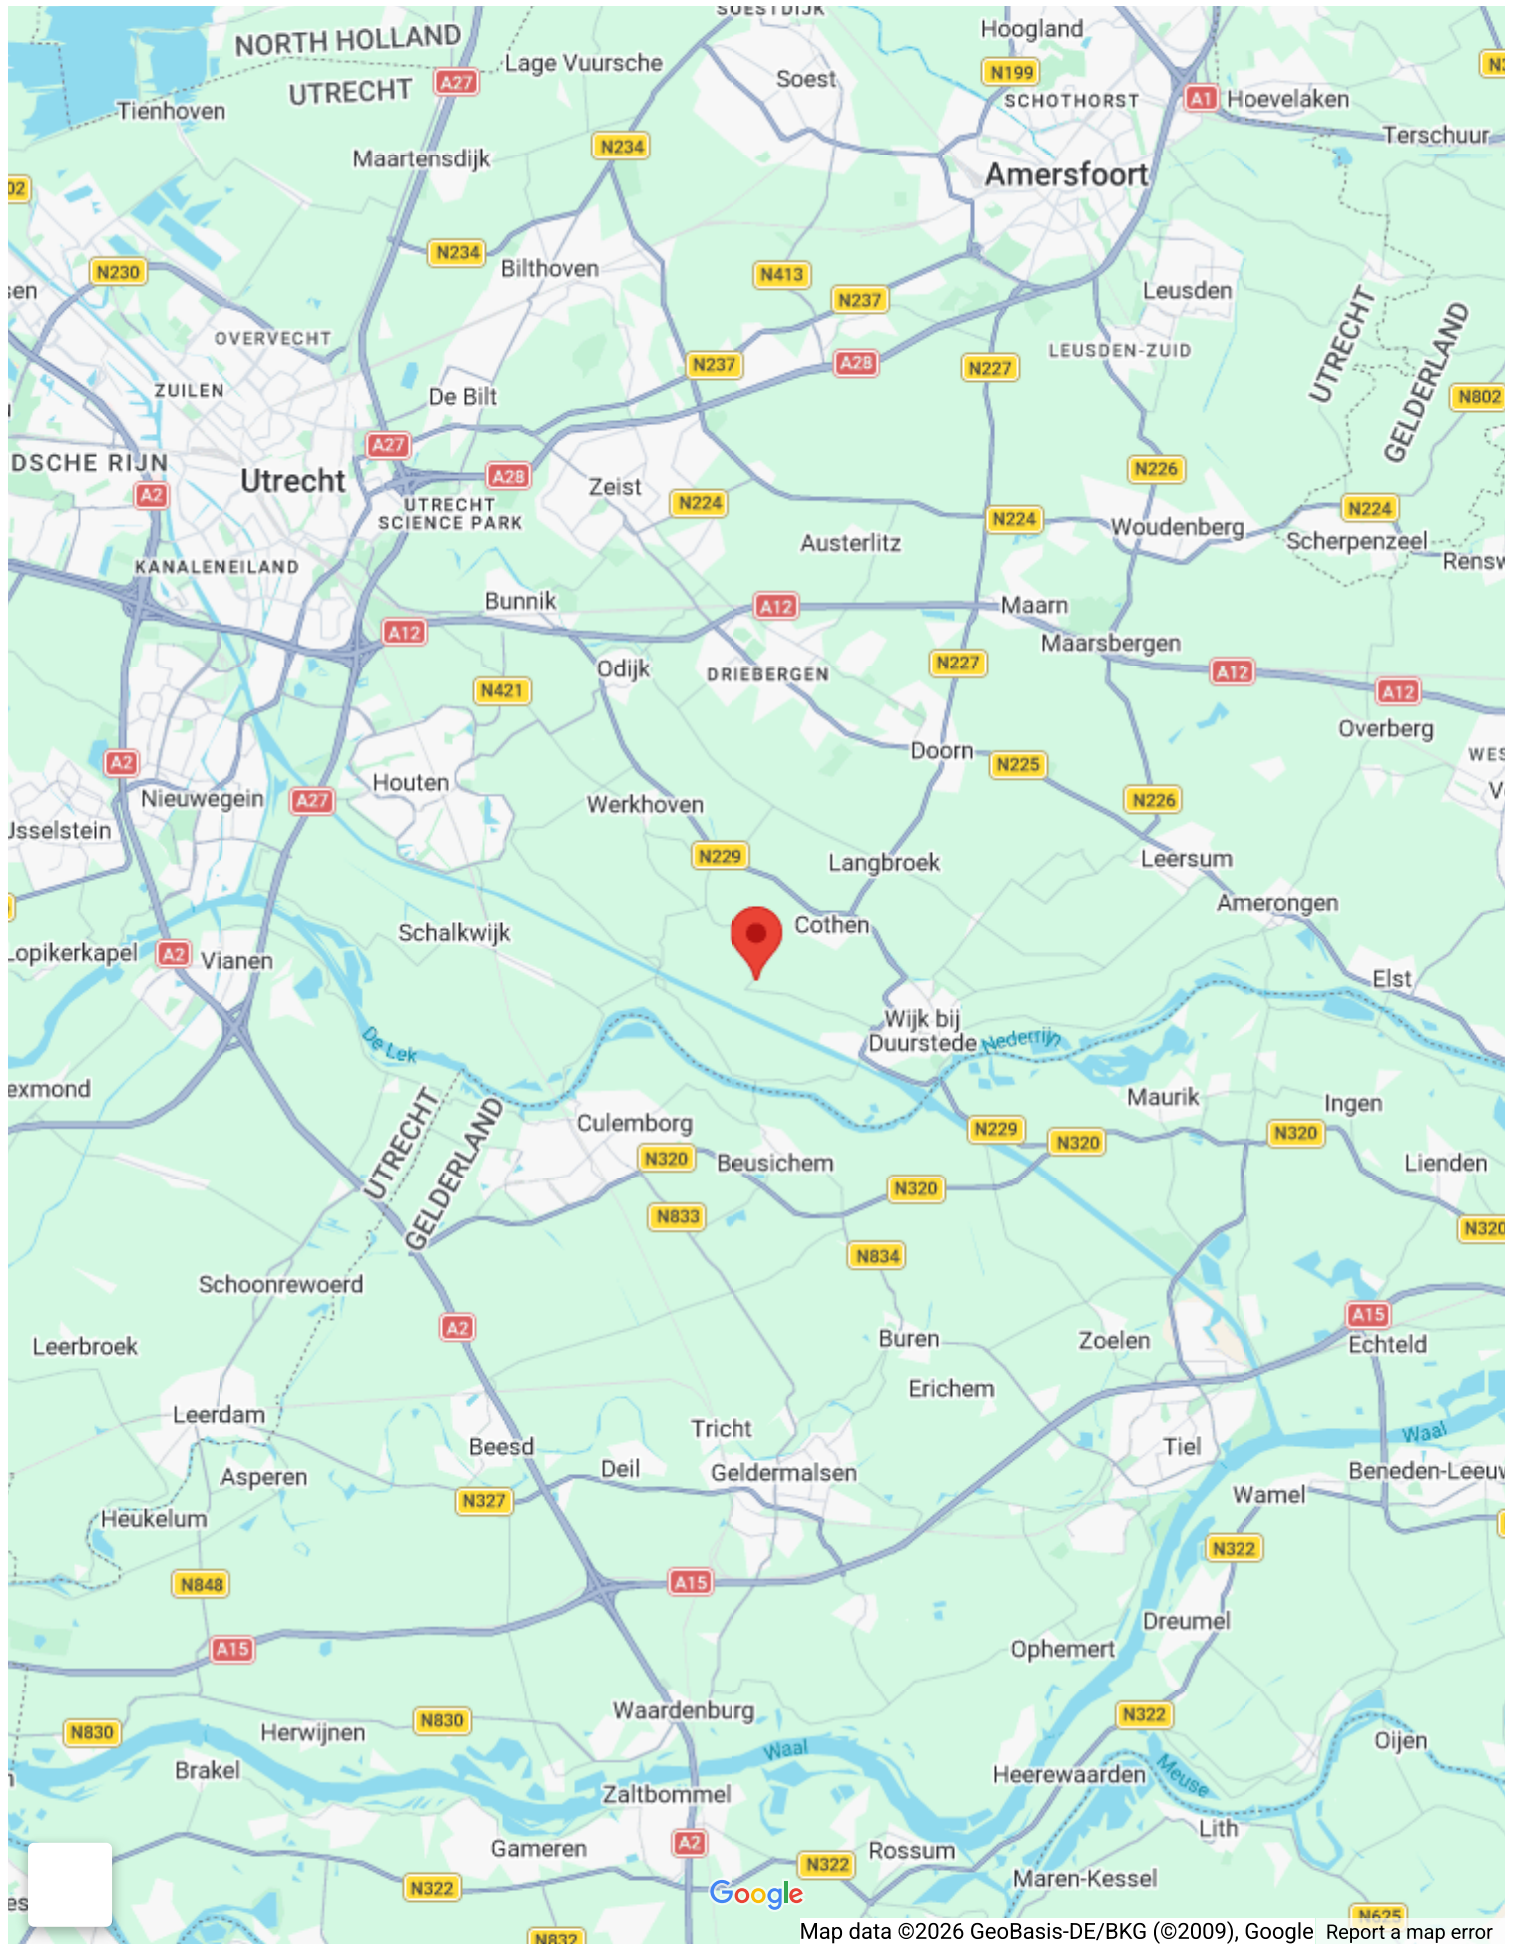 SOESTDIJK
Hoogland
NORTH HOLLAND
Lage Vuursche
Soest
N199
UTRECHT
A27
SCHOTHORST
A1
Hoevelaken
Tienhoven
Terschuur
N234
Maartensdijk
Amersfoort
N234
N230
Bilthoven
N413
N237
Leusden
OVERVECHT
UTRECHT
GELDERLAND
LEUSDEN-ZUID
N237
A28
N227
ZUILEN
De Bilt
N802
A27
DSCHE RIJN
Utrecht
A28
A2
Zeist
N224
N226
UTRECHT
SCIENCE PARK
N224
Woudenberg
N224
Scherpenzeel
Austerlitz
KANALENEILAND
Rensw
Bunnik
A12
Maarn
A12
Maarsbergen
Odijk
DRIEBERGEN
N227
A12
N421
A12
Overberg
Doorn
A2
N225
WES
Houten
Nieuwegein
A27
Werkhoven
N226
Jsselstein
N229
Langbroek
Leersum
Amerongen
Cothen
Schalkwijk
Lopikerkapel
A2
Vianen
Elst
Wijk bij
Duurstede
Nederrijn
De Lek
exmond
Maurik
Ingen
UTRECHT
GELDERLAND
Culemborg
N229
N320
N320
N320
Beusichem
Lienden
N320
N833
N320
N834
Schoonrewoerd
A15
A2
Buren
Zoelen
Echteld
Leerbroek
Erichem
Leerdam
Tricht
Waal
Beesd
Tiel
Asperen
Deil
Geldermalsen
Beneden-Leeuw
N327
Wamel
Heukelum
N322
N848
A15
Dreumel
A15
Ophemert
Waardenburg
N322
N830
N830
Herwijnen
Oijen
Waal
Brakel
Heerewaarden
Meuse
Zaltbommel
Lith
Gameren
A2
Rossum
N322
Maren-Kessel
N322
Google
N625
N832
Map data ©2026 GeoBasis-DE/BKG (©2009), Google
Report a map error